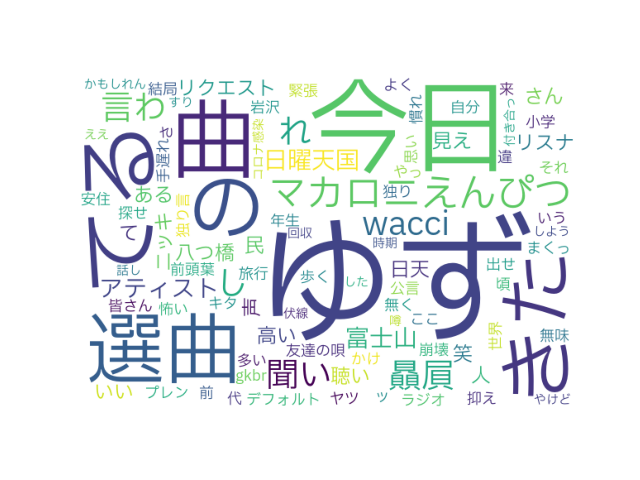 かもしれん
すり
結局
リクエスト
緊張
今日
よく
来
さん
言わ
曲
岩沢
れ
慣れ
自分
付き合っ
小学
ええ
手遅れ
さ
コロナ感染
日曜天国
見え
違
リスナ
る
の
やっ
思い
それ
安住
ある
独り言
マカロニえんぴつ
独り
探せ
て
ニッキ
八つ橋
民
年生
回収
wacci
時期
いう
しよう
まくっ
て
話し
前頭葉
し
旅行
歩く
ゆず
日天
出せ
頃
きた
アティスト
した
皆さん
怖い
キタ
声
伏線
公言
無く
ここ
噂
世界
無味
選曲
高い
友達の唄
富士山
崩壊
笑
多い
gkbr
聞い
聴い
かけ
贔屓
人
いい
プレン
前
代
デフォルト
ヤツ
ッ
ラジオ
抑え
やけど